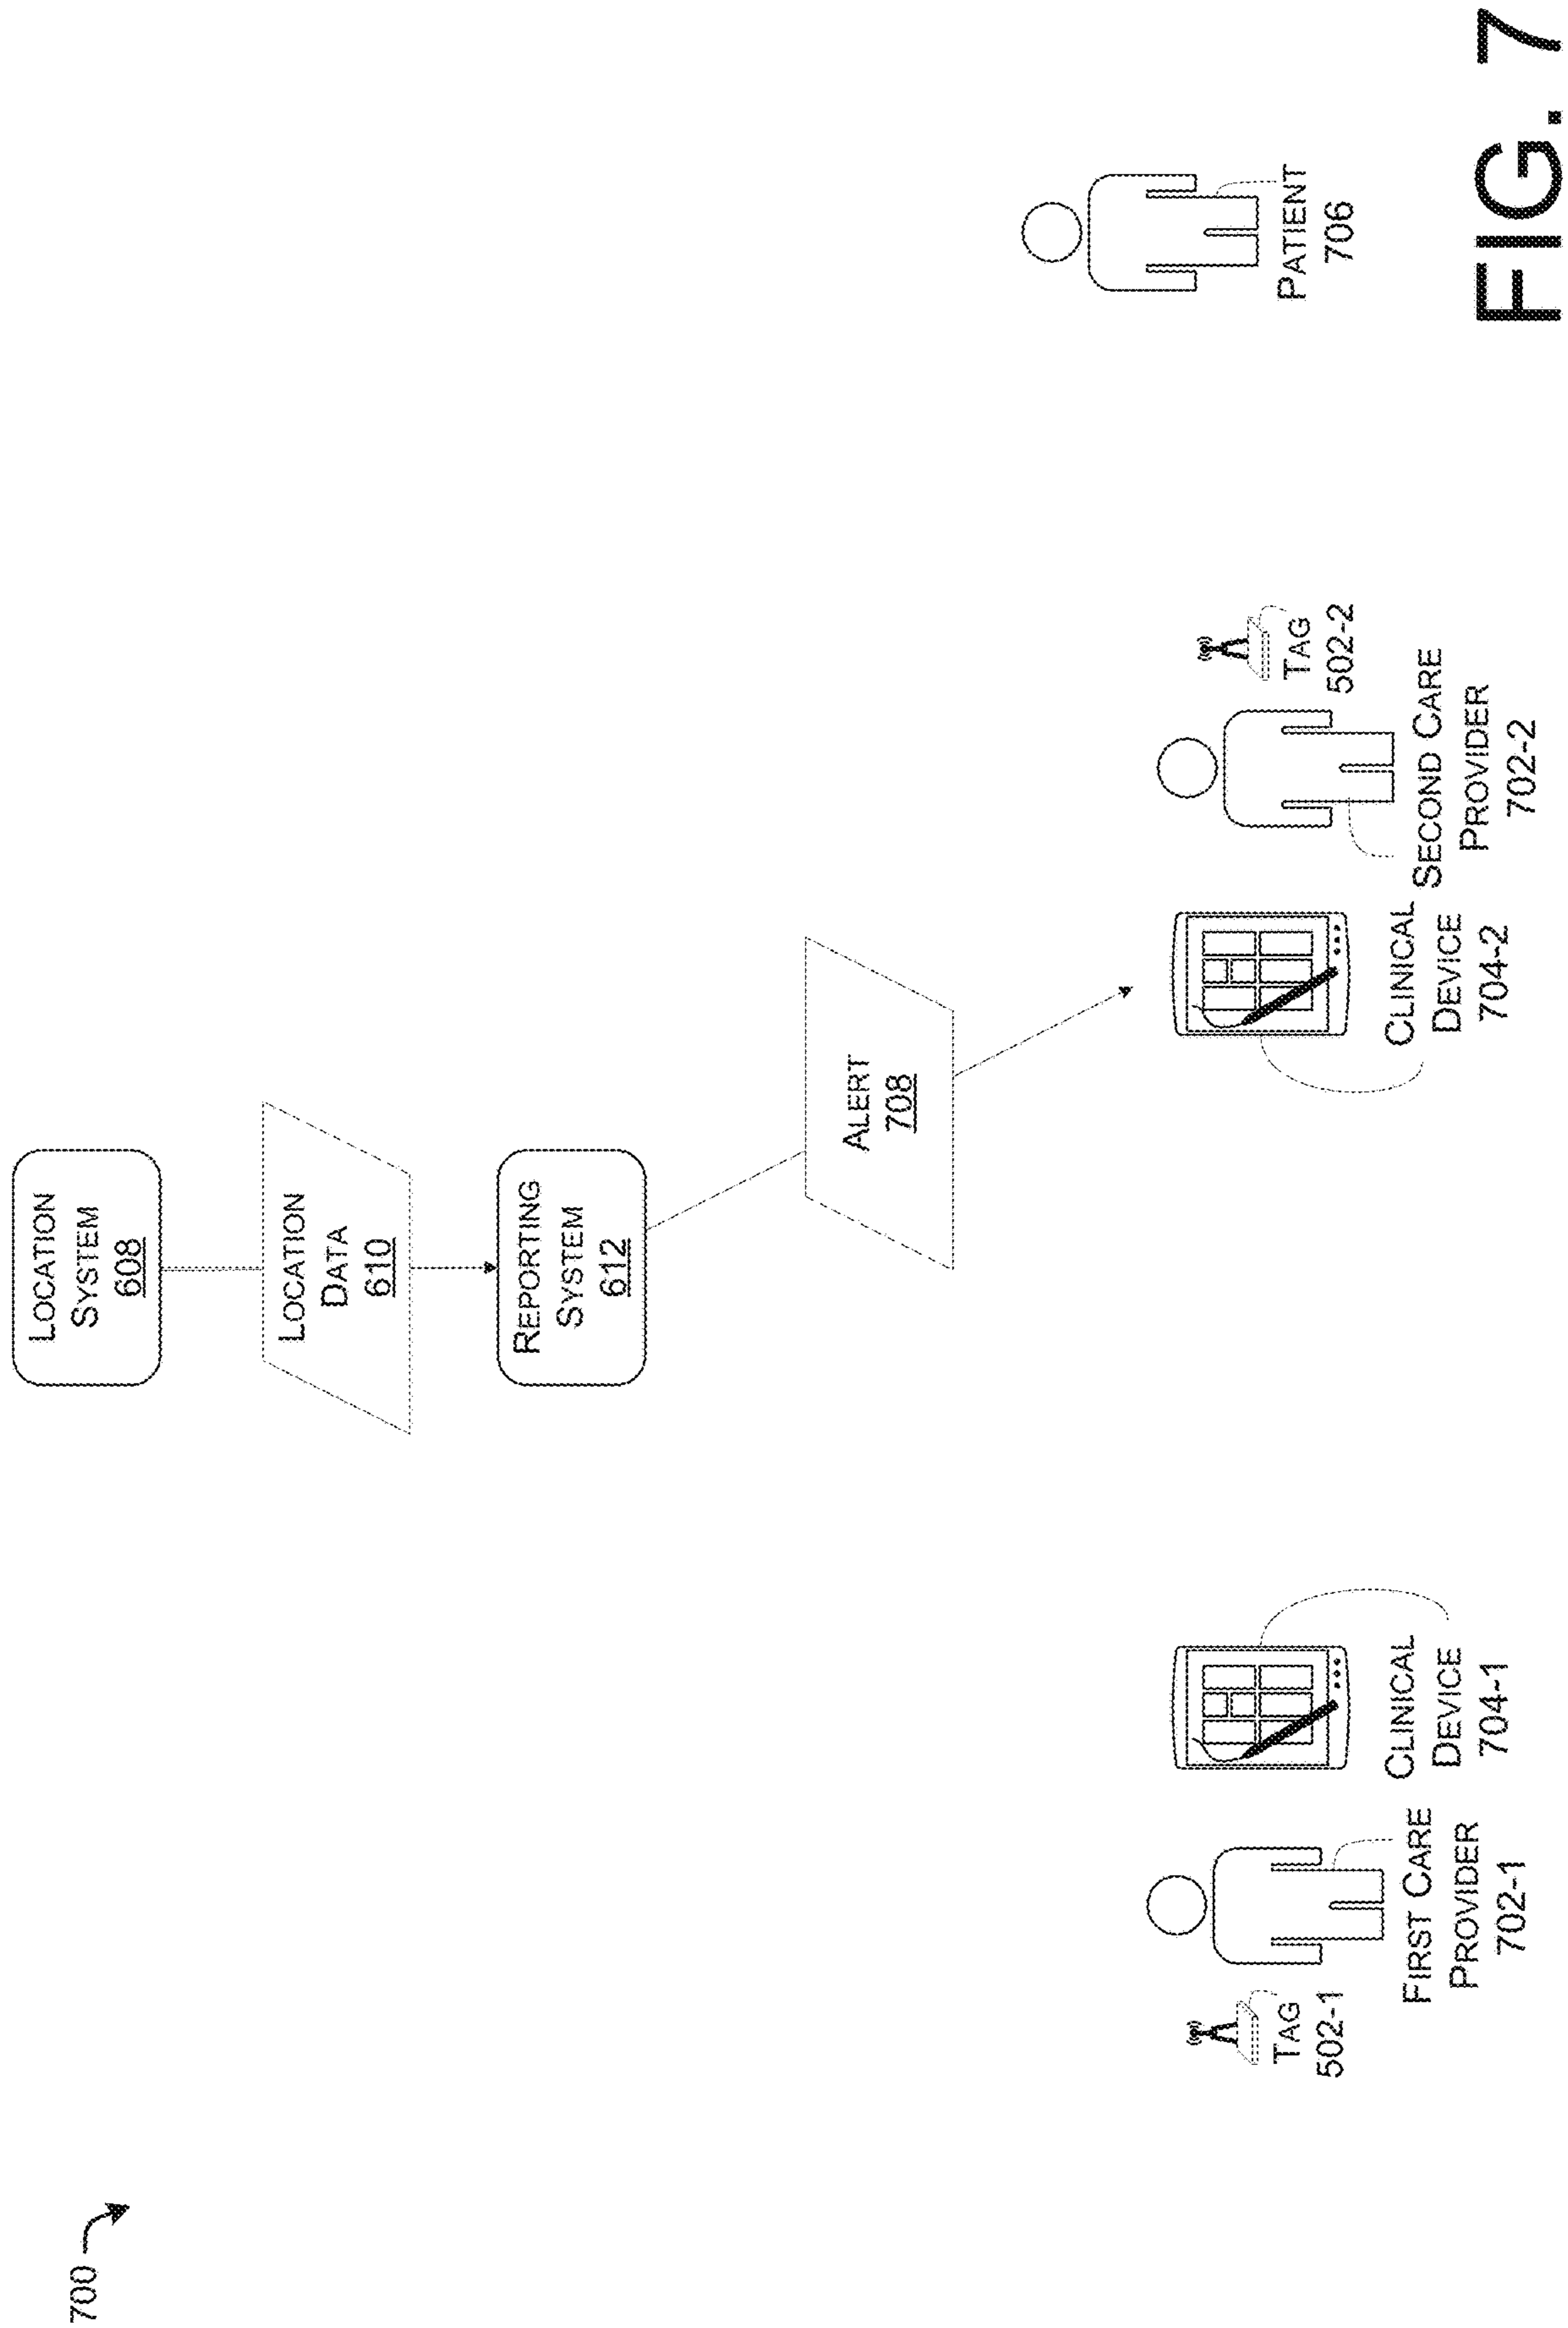 700
LOCATION
SYSTEM
608
LOCATION
DATA
610
REPORTING
SYSTEM
612
ALERT
708
TAG
502-1
FIRST CARE
PROVIDER
702-1
CLINICAL
DEVICE
704-1
CLINICAL
DEVICE
704-2
SECOND CARE
PROVIDER
702-2
TAG
502-2
PATIENT
706
FIG. 7